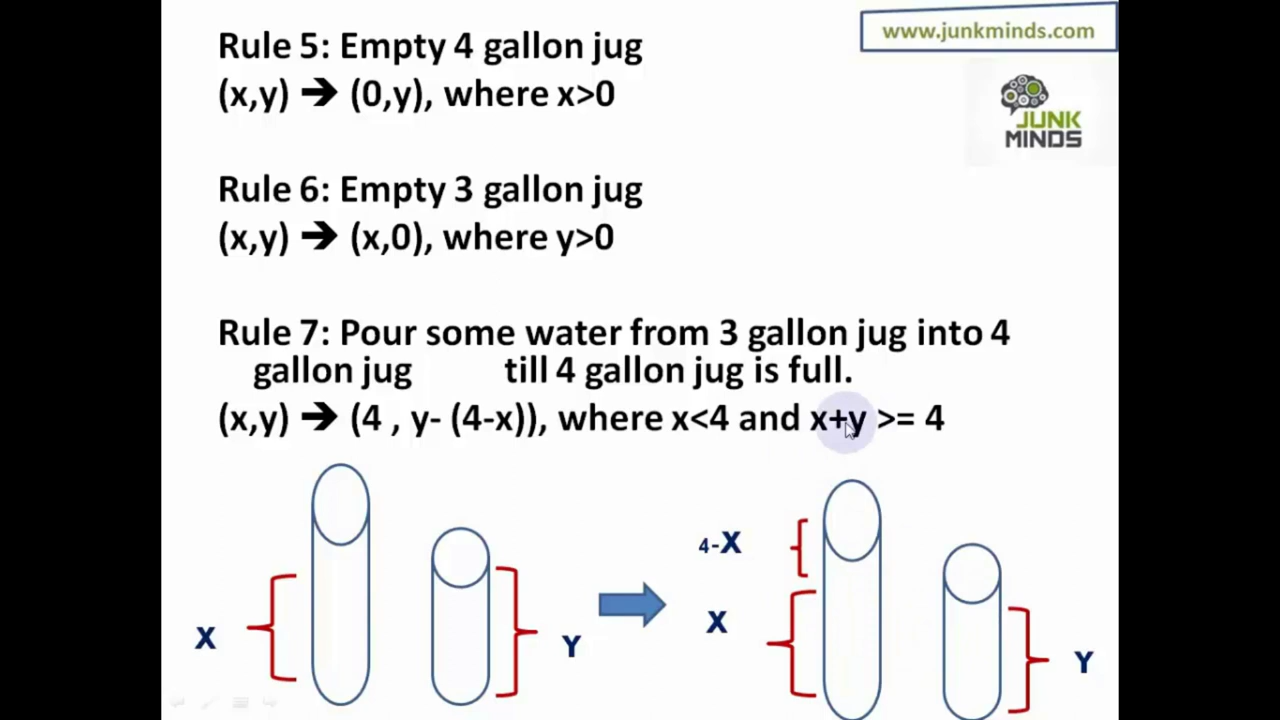 www.junkminds.com
JUNK
MINDS
Rule 5: Empty 4 gallon jug
(x,y) ➔ (0,y), where x>0
Rule 6: Empty 3 gallon jug
(x,y) ➔ (x,0), where y>0
Rule 7: Pour some water from 3 gallon jug into 4
gallon jug till 4 gallon jug is full.
(x,y) ➔ (4 , y- (4-x)), where x<4 and x+y >= 4
4-X
X
Y
X
Y